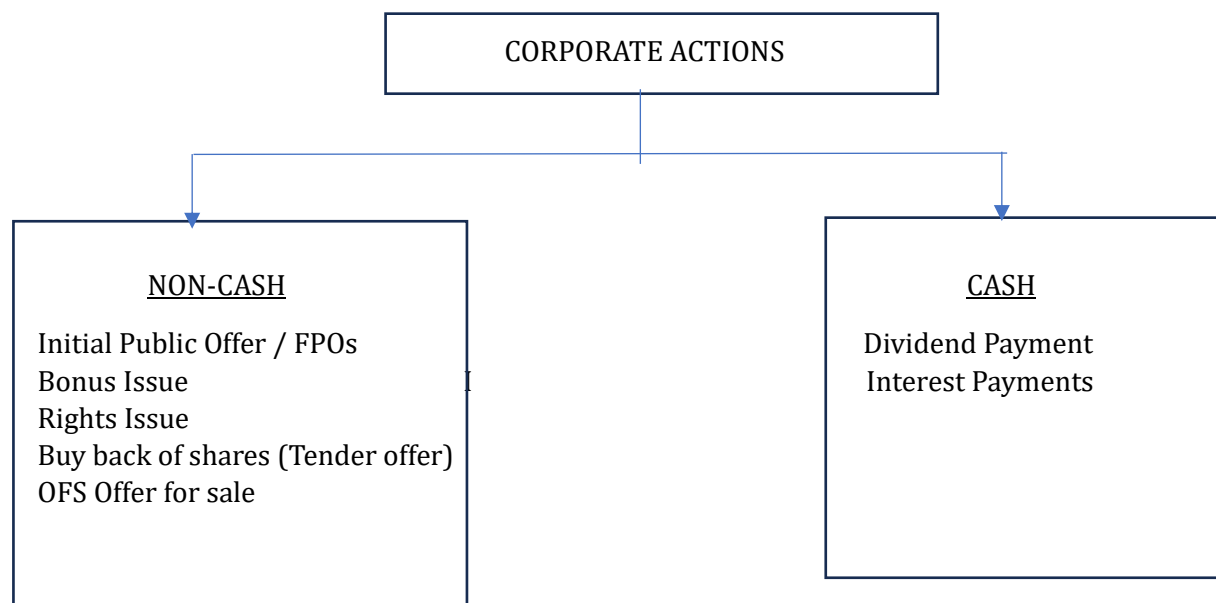 CORPORATE ACTIONS
NON-CASH
Initial Public Offer / FPOs
Bonus Issue
Rights Issue
Buy back of shares (Tender offer)
OFS Offer for sale
I
CASH
Dividend Payment
Interest Payments